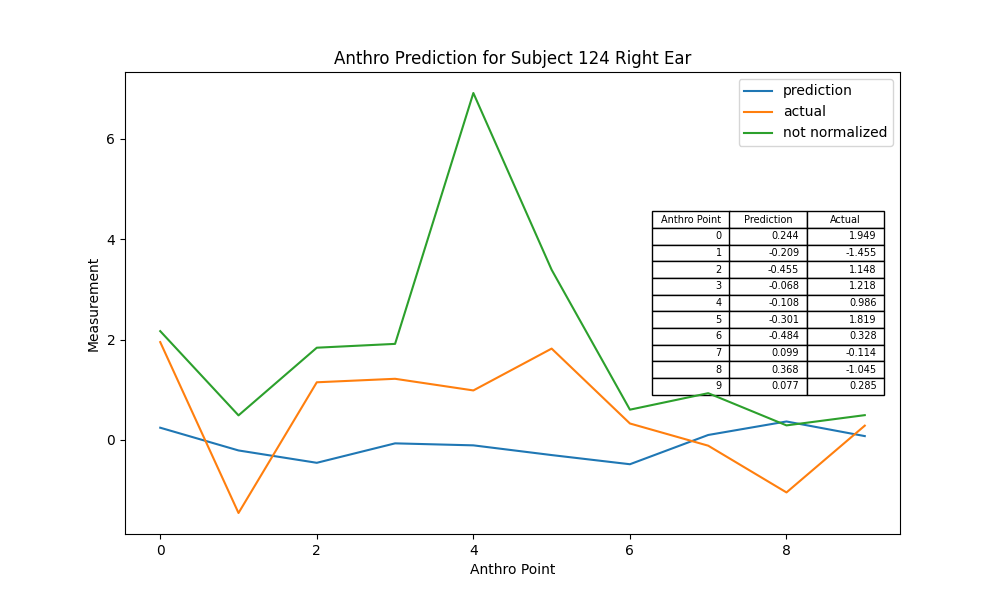 Anthro Prediction for Subject 124 Right Ear
prediction
actual
not normalized
Measurement
6
4
2
0
Anthro Point Prediction Actual
0 0.244 1.949
1 -0.209 -1.455
2 -0.455 1.148
3 -0.068 1.218
4 -0.108 0.986
5 -0.301 1.819
6 -0.484 0.328
7 0.099 -0.114
8 0.368 -1.045
9 0.077 0.285
0 2 4 6 8
Anthro Point